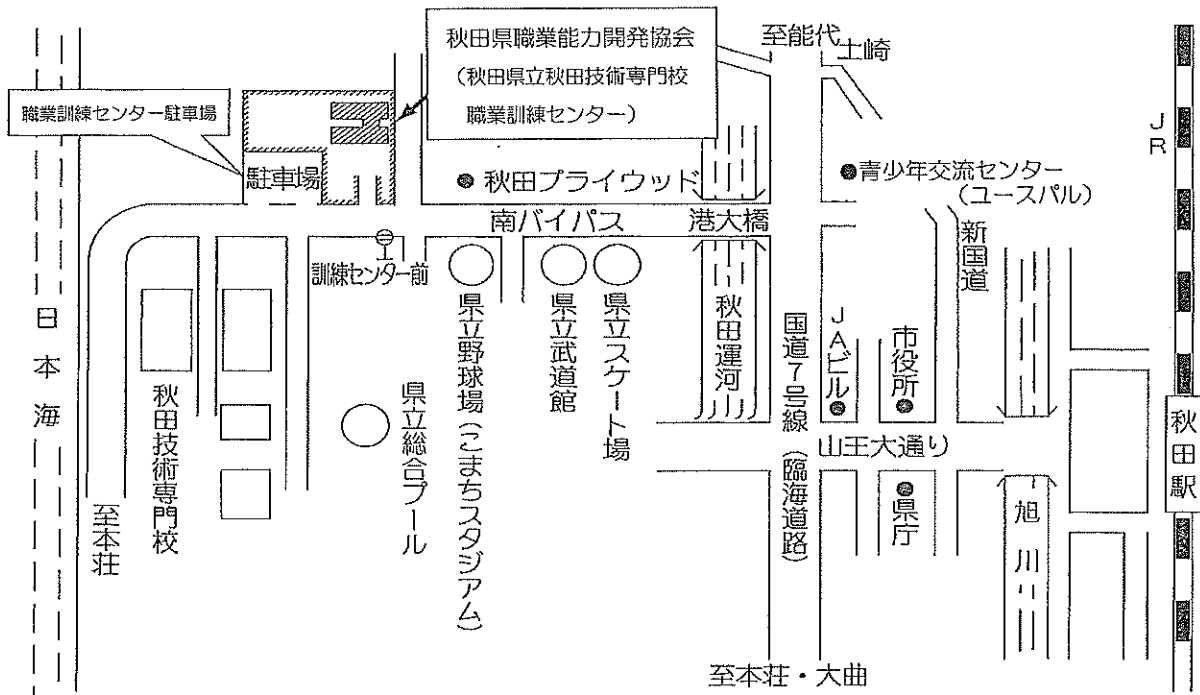 秋田県職業能力開発協会
（秋田県立秋田技術専門校
職業訓練センター）
至能代
土崎
職業訓練センター駐車場
JR
駐車場
秋田プライウッド
青少年交流センター
（ユースパル）
南バイパス
港大橋
新国道
訓練センター前
日本海
秋田技術専門校
県立総合プール
県立野球場（こまちスタジアム）
県立武道館
県立スケート場
秋田運河
国道7号線（臨海道路）
JAビル
市役所
山王大通り
秋田駅
至本荘
県庁
旭川
至本荘・大曲